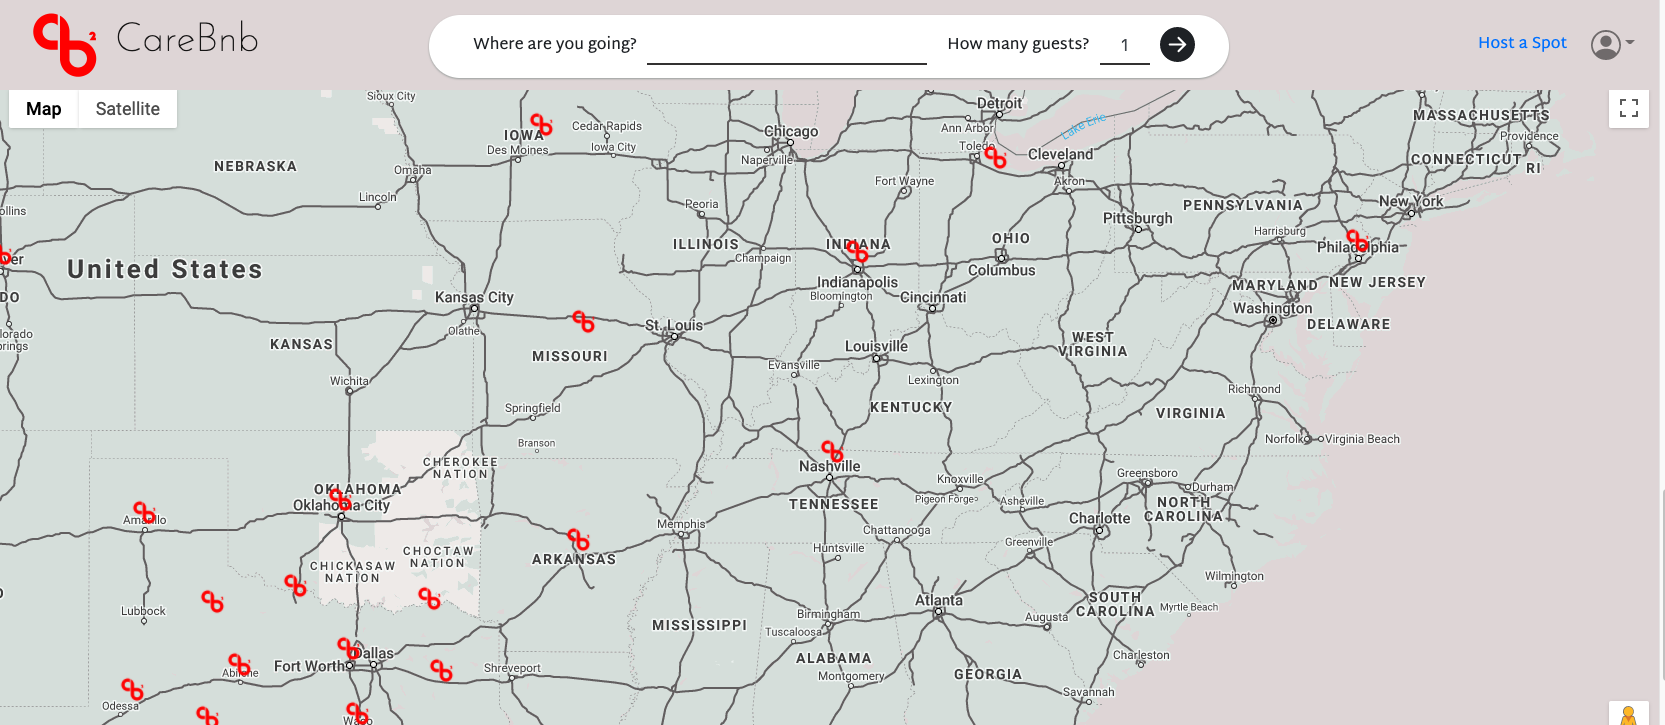 cb2 CareBnb
Where are you going?
How many guests? 1
Host a Spot
Map
Satellite
Sioux City
IOWA
Des Moines
Cedar Rapids
Iowa City
Chicago
Naperville
Detroit
Ann Arbor
Lake Erie
Toledo
Cleveland
Akron
MASSACHUSETTS
Providence
CONNECTICUT
RI
NEBRASKA
Omaha
Lincoln
Fort Wayne
Peoria
PENNSYLVANIA
New York
Pittsburgh
Harrisburg
Philadelphia
ollins
er
United States
ILLINOIS
Champaign
INDIANA
Indianapolis
Bloomington
OHIO
Columbus
Cincinnati
MARYLAND
NEW JERSEY
Washington
DELAWARE
DO
lorado
rings
Kansas City
Olathe
KANSAS
St. Louis
MISSOURI
Louisville
Evansville
Lexington
WEST
VIRGINIA
Wichita
Springfield
Branson
KENTUCKY
Richmond
VIRGINIA
Norfolk
Virginia Beach
CHEROKEE
NATION
Nashville
TENNESSEE
Knoxville
Pigeon Forge
Asheville
Greensboro
Durham
NORTH
CAROLINA
Charlotte
OKLAHOMA
Oklahoma City
Amarillo
CHOCTAW
NATION
CHICKASAW
NATION
ARKANSAS
Memphis
Huntsville
Chattanooga
Greenville
Wilmington
Lubbock
MISSISSIPPI
Birmingham
Tuscaloosa
Atlanta
Augusta
SOUTH
CAROLINA
Myrtle Beach
Abilene
Fort Worth
Dallas
Shreveport
ALABAMA
Montgomery
GEORGIA
Charleston
Savannah
Odessa
Waco